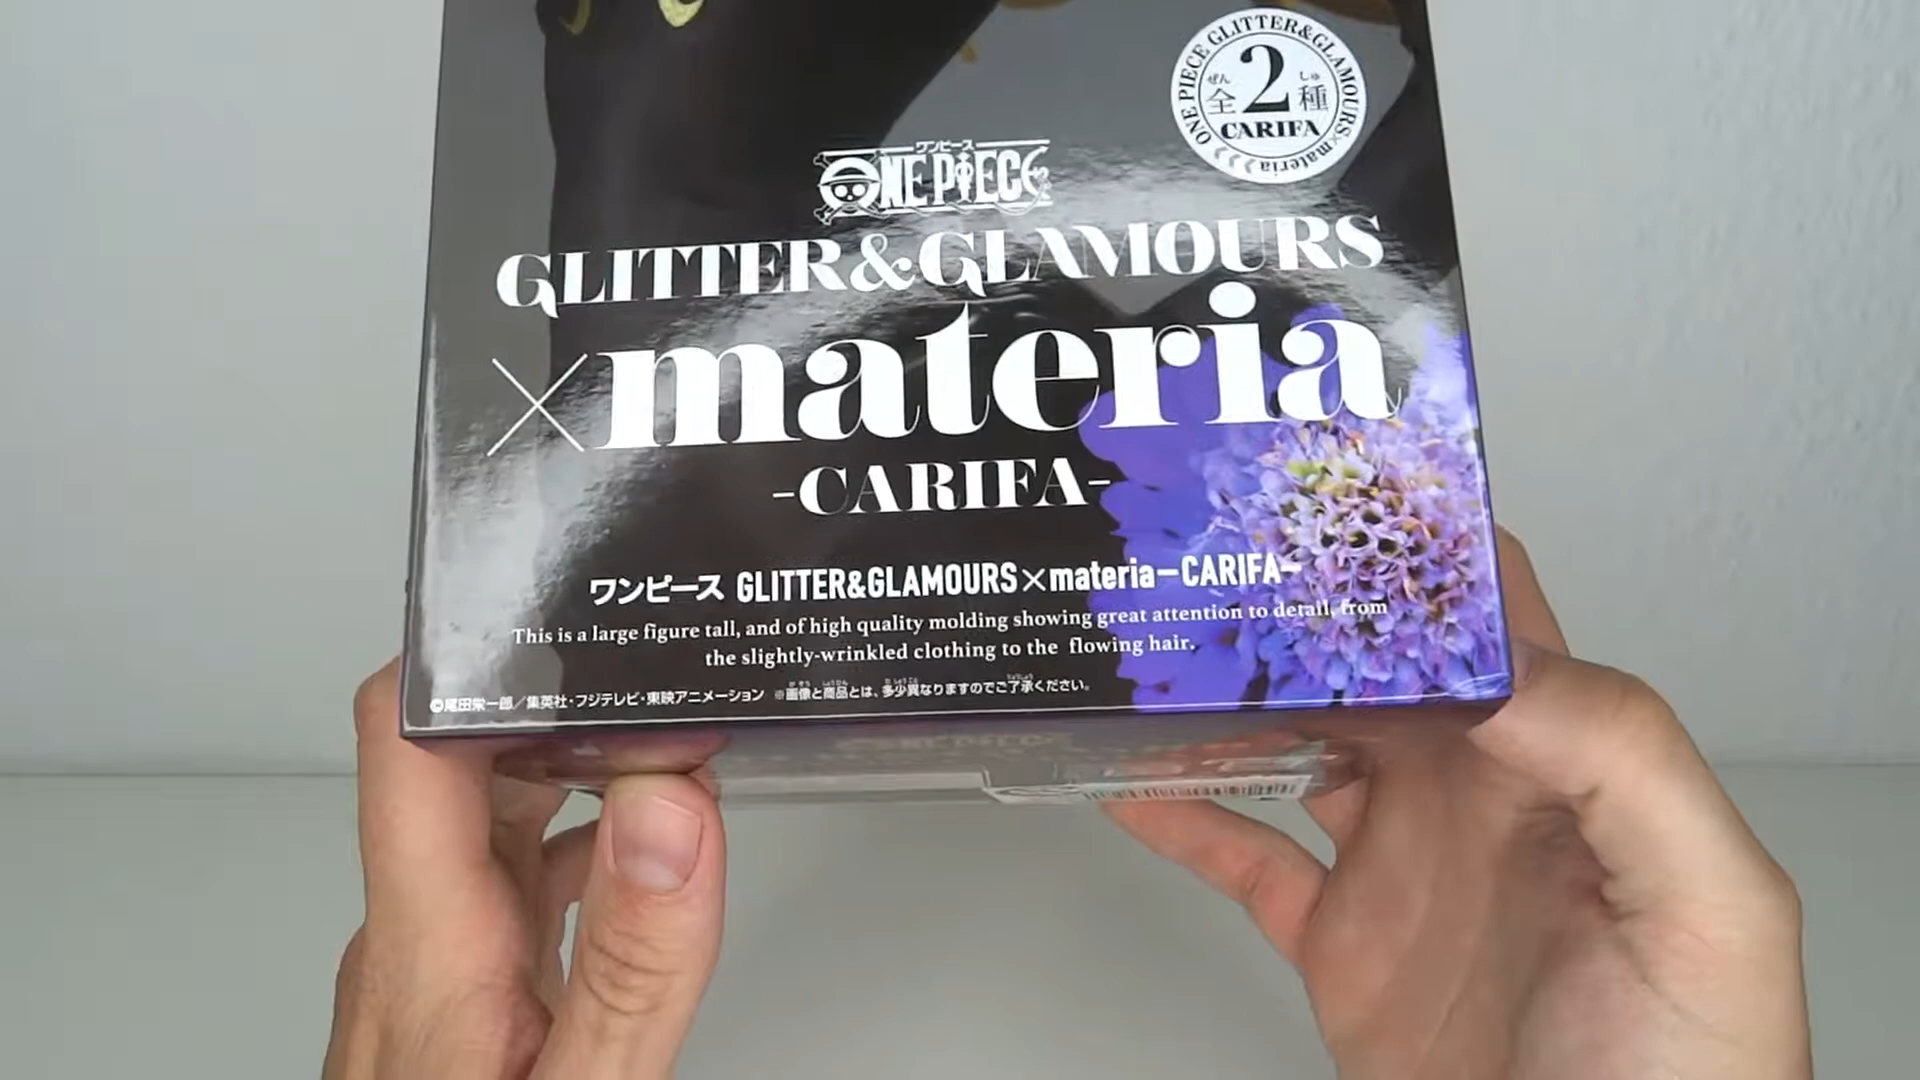 ONE PIECE GLITTER&GLAMOURS×materia
ぜん しゅ
全2種
CARIFA
ワンピース
ONE PIECE
GLITTER&GLAMOURS
×materia
-CARIFA-
ワンピース GLITTER&GLAMOURS×materia−CARIFA−
This is a large figure tall, and of high quality molding showing great attention to detail, from
the slightly-wrinkled clothing to the flowing hair.
©尾田栄一郎/集英社・フジテレビ・東映アニメーション ※画像と商品とは、多少異なりますのでご了承ください。